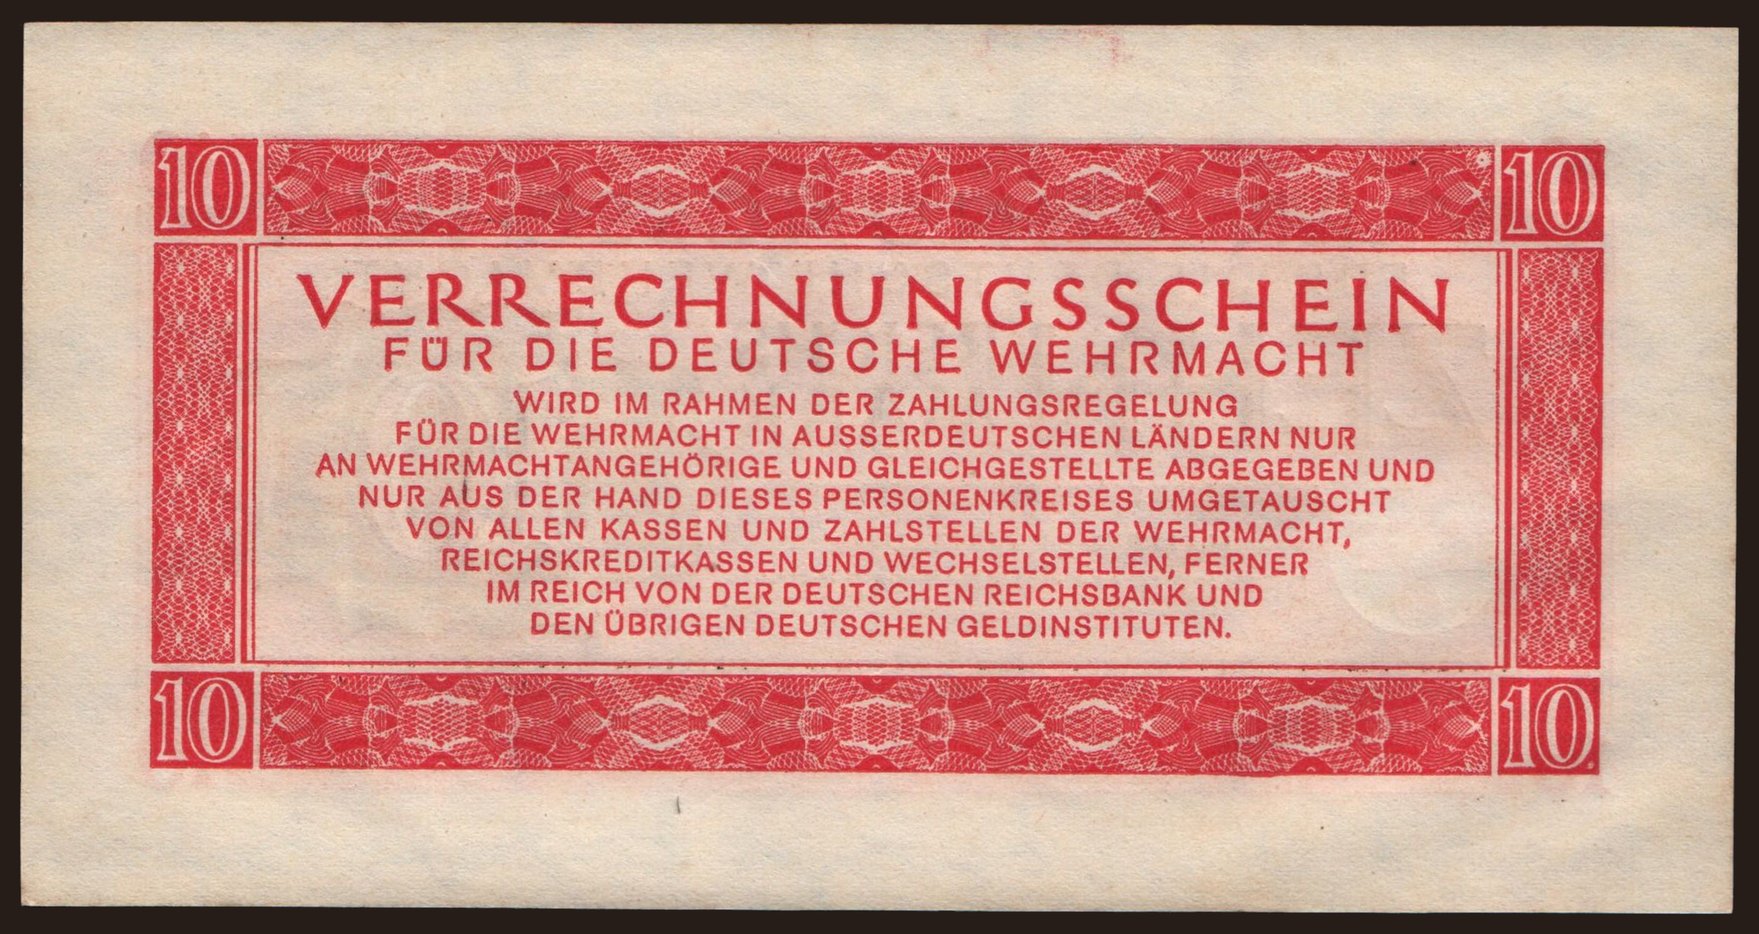 10 10
VERRECHNUNGSSCHEIN
FÜR DIE DEUTSCHE WEHRMACHT
WIRD IM RAHMEN DER ZAHLUNGSREGELUNG
FÜR DIE WEHRMACHT IN AUSSERDEUTSCHEN LÄNDERN NUR
AN WEHRMACHTANGEHÖRIGE UND GLEICHGESTELLTE ABGEGEBEN UND
NUR AUS DER HAND DIESES PERSONENKREISES UMGETAUSCHT
VON ALLEN KASSEN UND ZAHLSTELLEN DER WEHRMACHT,
REICHSKREDITKASSEN UND WECHSELSTELLEN, FERNER
IM REICH VON DER DEUTSCHEN REICHSBANK UND
DEN ÜBRIGEN DEUTSCHEN GELDINSTITUTEN.
10 10